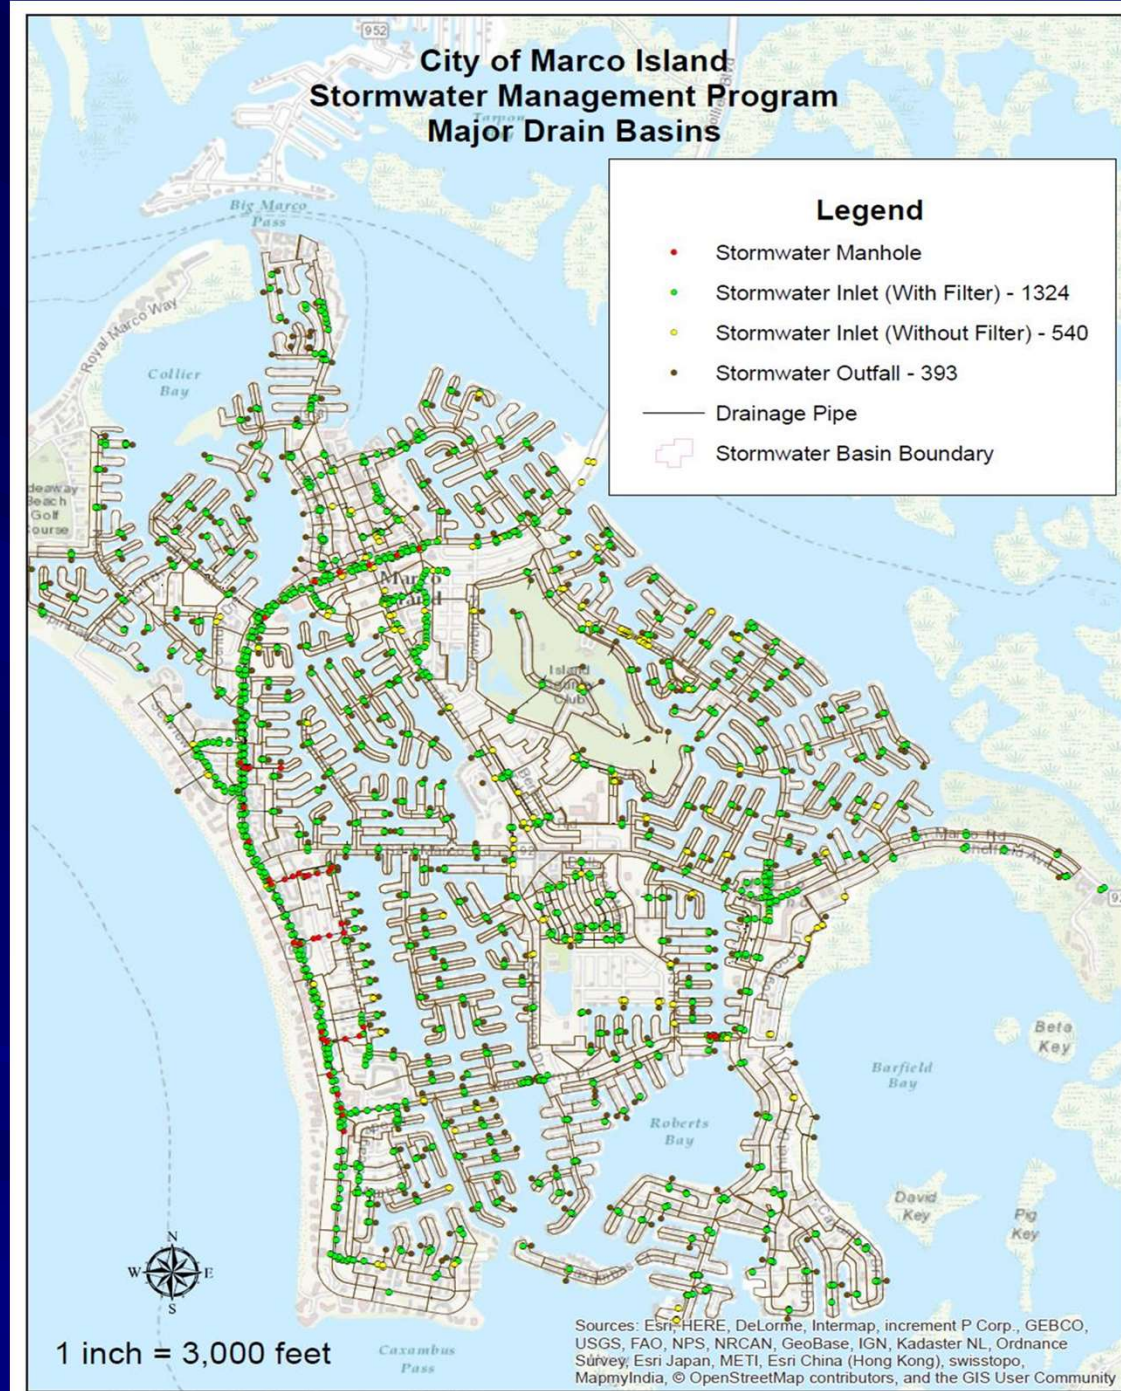 952
City of Marco Island
Stormwater Management Program
Major Drain Basins
Legend
Stormwater Manhole
Stormwater Inlet (With Filter) - 1324
Stormwater Inlet (Without Filter) - 540
Stormwater Outfall - 393
Drainage Pipe
Stormwater Basin Boundary
Big Marco
Pass
Royal Marco Way
Collier
Bay
deaway
Beach
Golf
Course
Marco
Island
Club
92
Beta
Key
Barfield
Bay
Roberts
Bay
David
Key
Pig
Key
N
W
E
S
1 inch = 3,000 feet
Caxambus
Pass
Sources: Esri, HERE, DeLorme, Intermap, increment P Corp., GEBCO,
USGS, FAO, NPS, NRCAN, GeoBase, IGN, Kadaster NL, Ordnance
Survey, Esri Japan, METI, Esri China (Hong Kong), swisstopo,
MapmyIndia, © OpenStreetMap contributors, and the GIS User Community